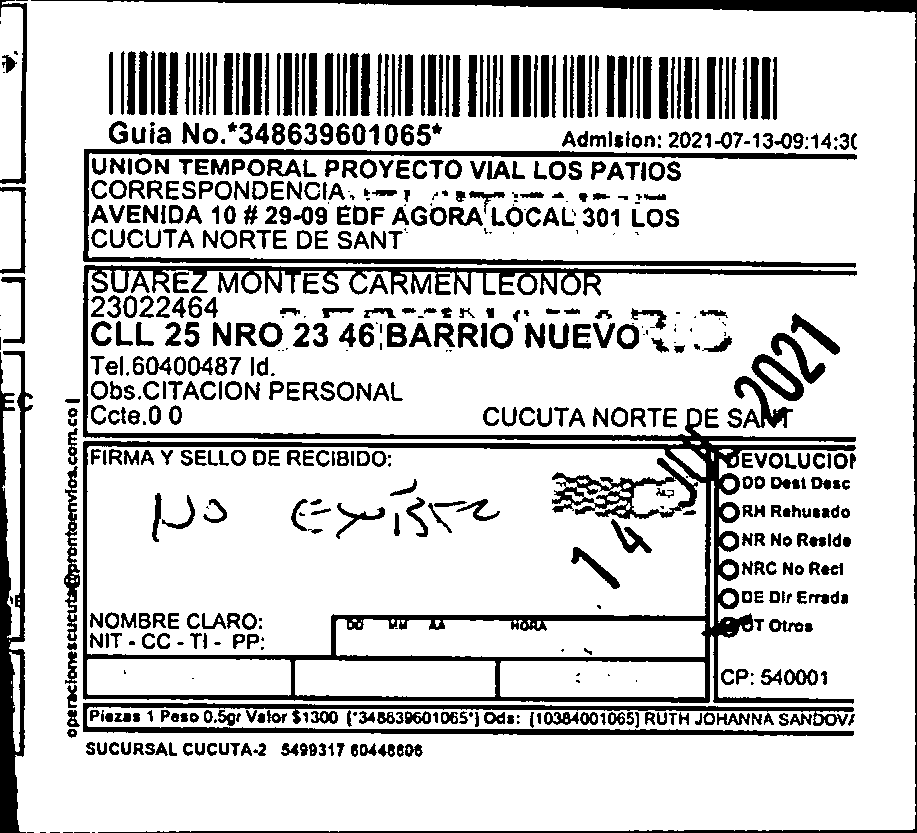 Guia No.*348639601065*
Admision: 2021-07-13-09:14:30
UNION TEMPORAL PROYECTO VIAL LOS PATIOS
CORRESPONDENCIA
AVENIDA 10 # 29-09 EDF AGORA LOCAL 301 LOS
CUCUTA NORTE DE SANT
SUAREZ MONTES CARMEN LEONOR
23022464
CLL 25 NRO 23 46 BARRIO NUEVO
Tel.60400487 Id.
Obs.CITACION PERSONAL
Ccte.0 0
CUCUTA NORTE DE SANT
14 JUL 2021
FIRMA Y SELLO DE RECIBIDO:
No Existe
DEVOLUCION
DD Dest Desc
RH Rehusado
NR No Reside
NRC No Recl
DE Dir Errada
OT Otros
NOMBRE CLARO:
NIT - CC - TI - PP:
DD MM AA HORA
CP: 540001
Piezas 1 Peso 0.5gr Valor $1300 [*348639601065*] Ods: [10384001065] RUTH JOHANNA SANDOVA
SUCURSAL CUCUTA-2 5499317 60448606
operacionescucuta@prontoenvios.com.co